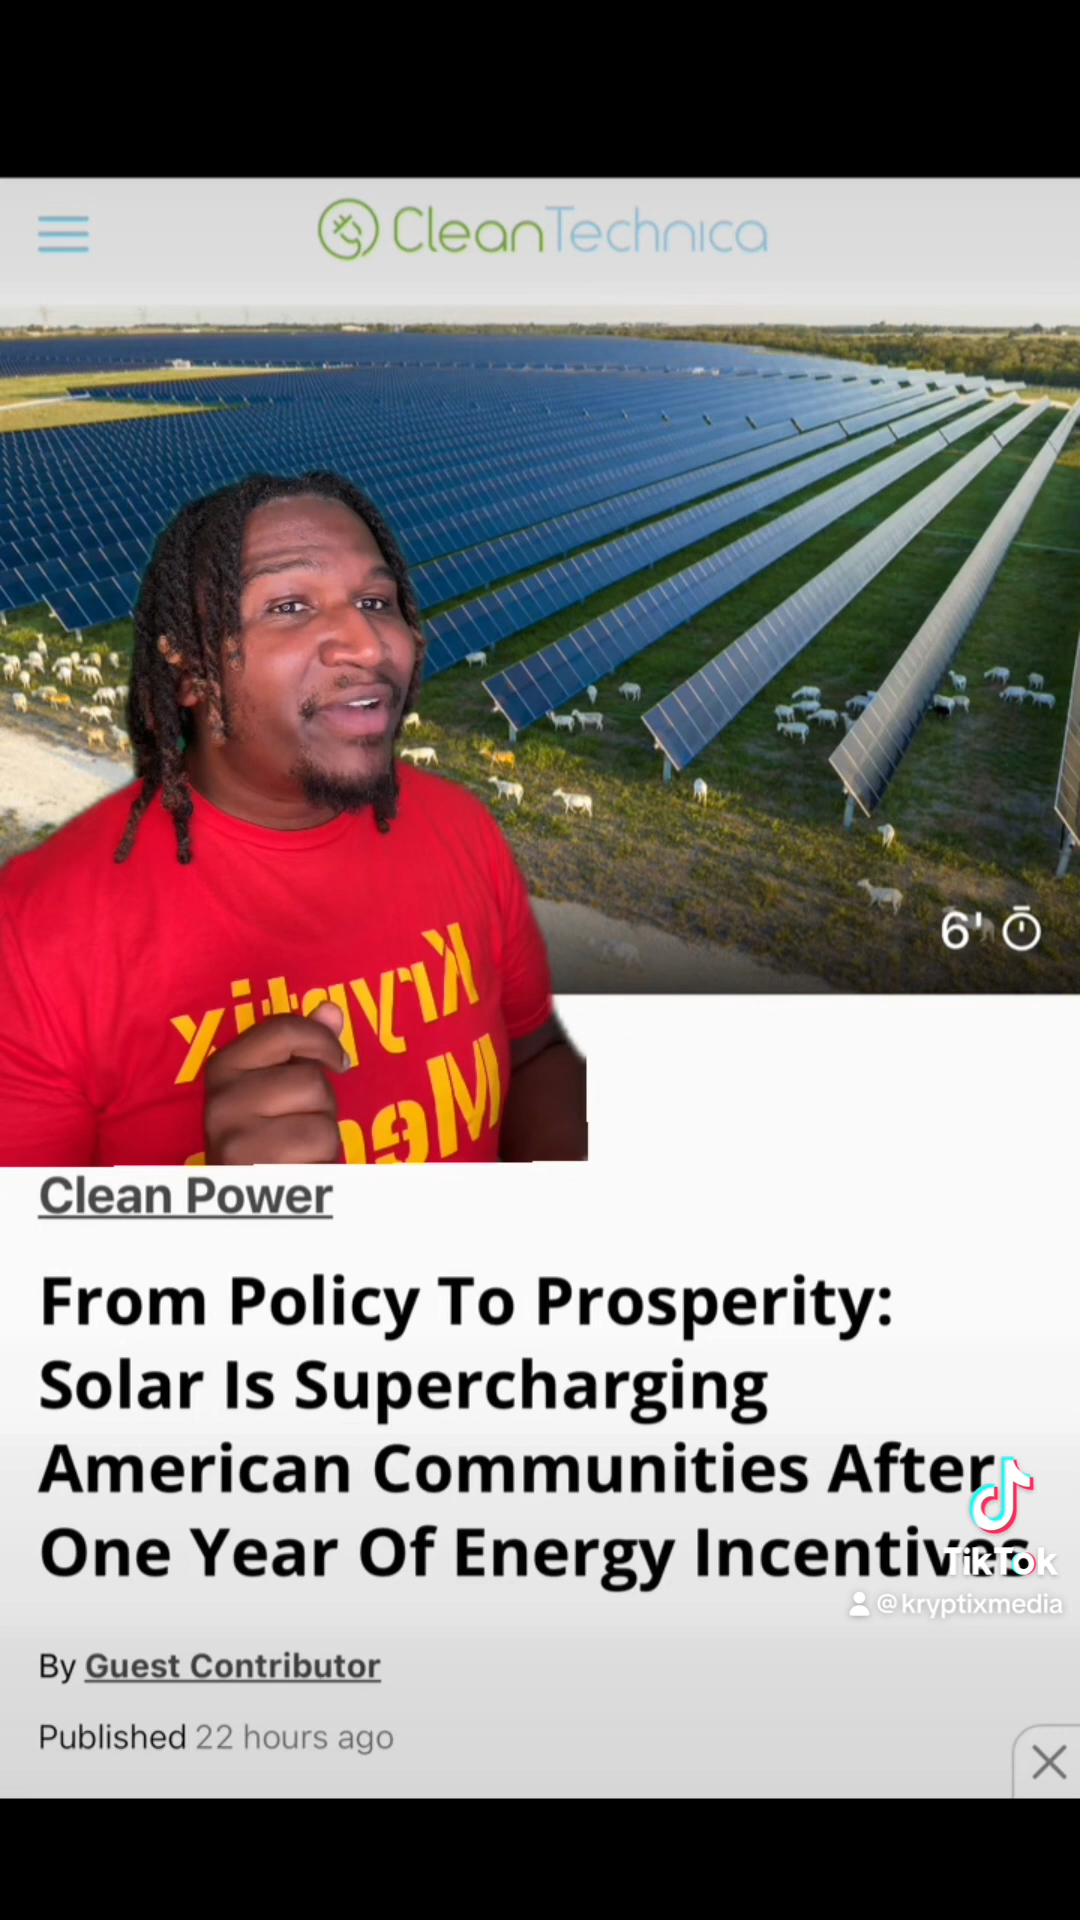 CleanTechnica
Kryptix
6'
Clean Power
From Policy To Prosperity:
Solar Is Supercharging
American Communities After
One Year Of Energy Incentives
TikTok
@kryptixmedia
By Guest Contributor
Published 22 hours ago